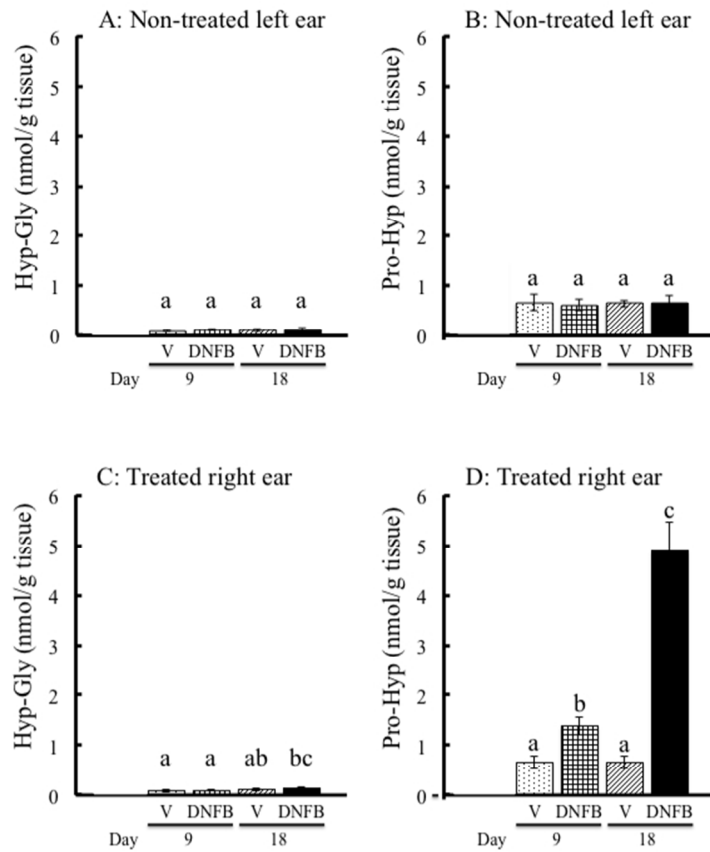 A: Non-treated left ear
Hyp-Gly (nmol/g tissue)
6
5
4
3
2
1
0
a a a a
V DNFB V DNFB
Day 9 18
B: Non-treated left ear
Pro-Hyp (nmol/g tissue)
6
5
4
3
2
1
0
a a a a
V DNFB V DNFB
Day 9 18
C: Treated right ear
Hyp-Gly (nmol/g tissue)
6
5
4
3
2
1
0
a a ab bc
V DNFB V DNFB
Day 9 18
D: Treated right ear
Pro-Hyp (nmol/g tissue)
6
5
4
3
2
1
0
a b a c
V DNFB V DNFB
Day 9 18